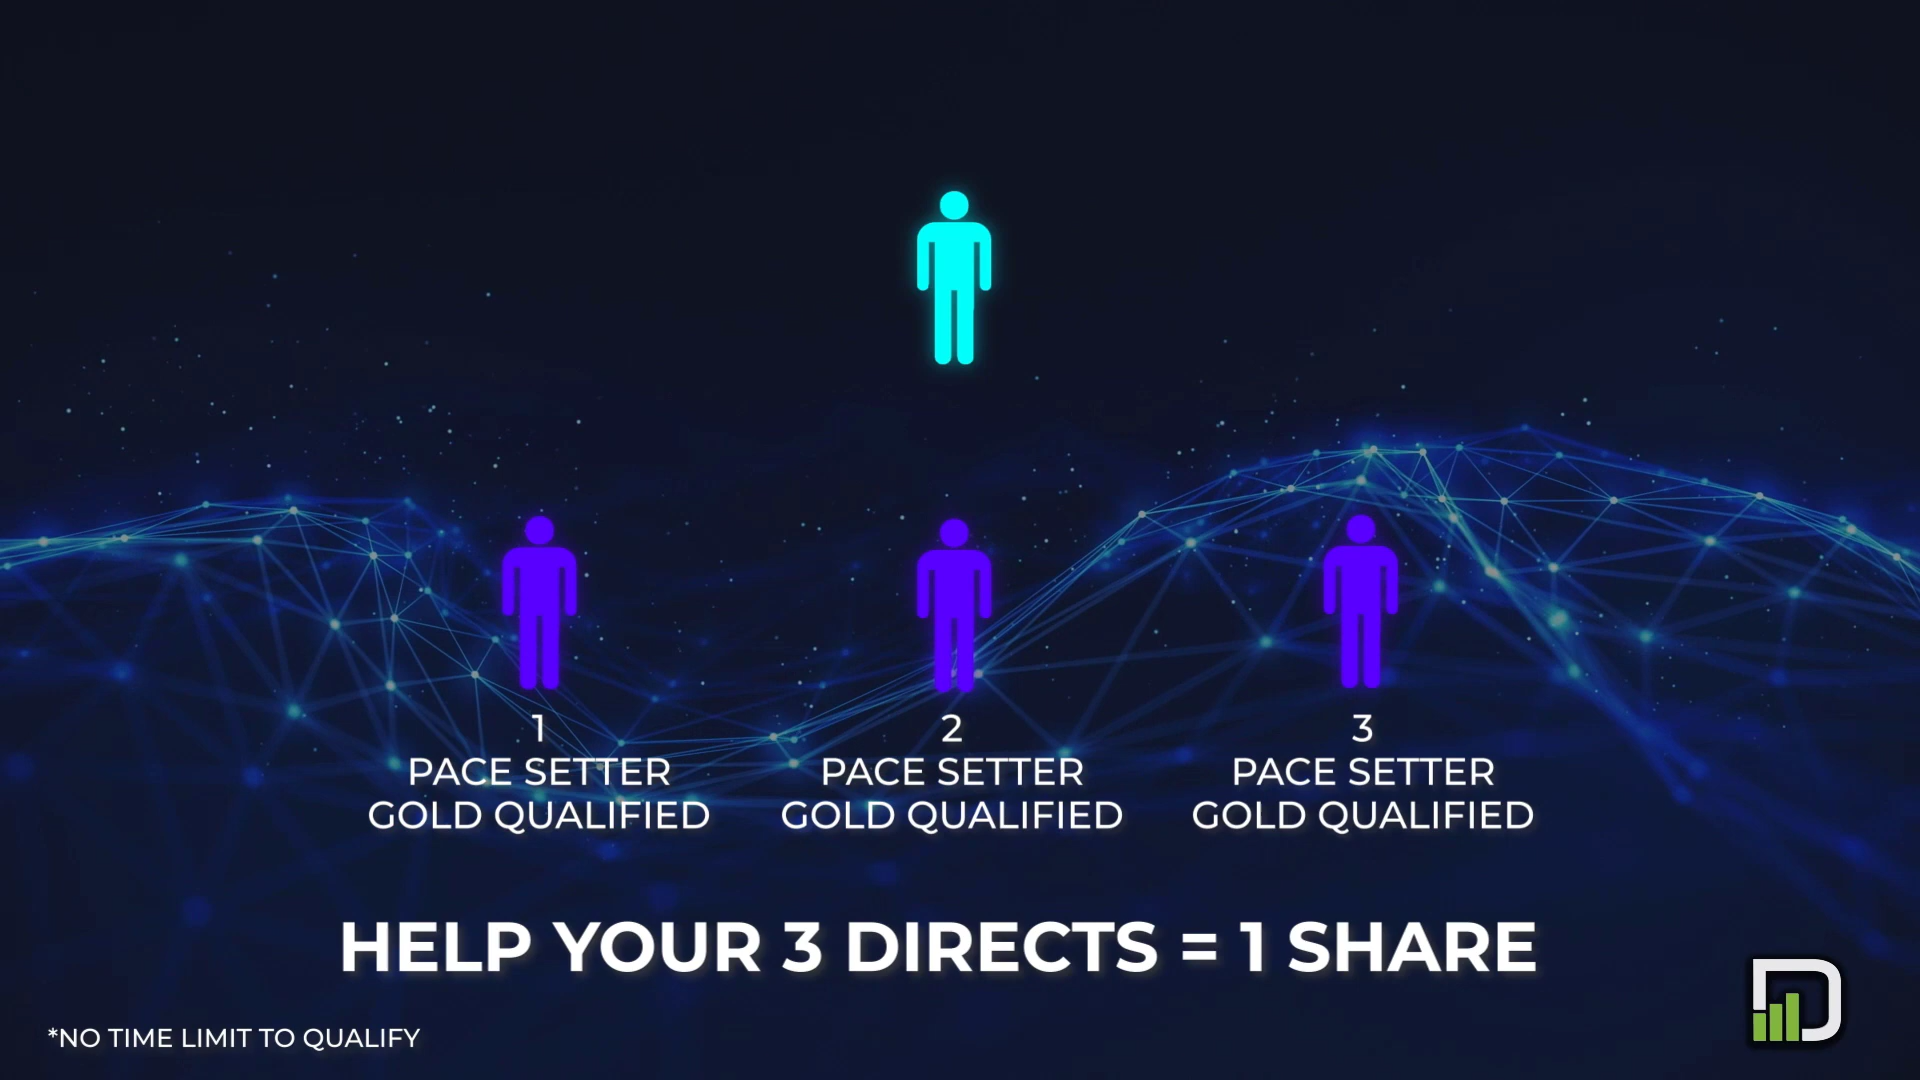 1
PACE SETTER
GOLD QUALIFIED
2
PACE SETTER
GOLD QUALIFIED
3
PACE SETTER
GOLD QUALIFIED
HELP YOUR 3 DIRECTS = 1 SHARE
*NO TIME LIMIT TO QUALIFY